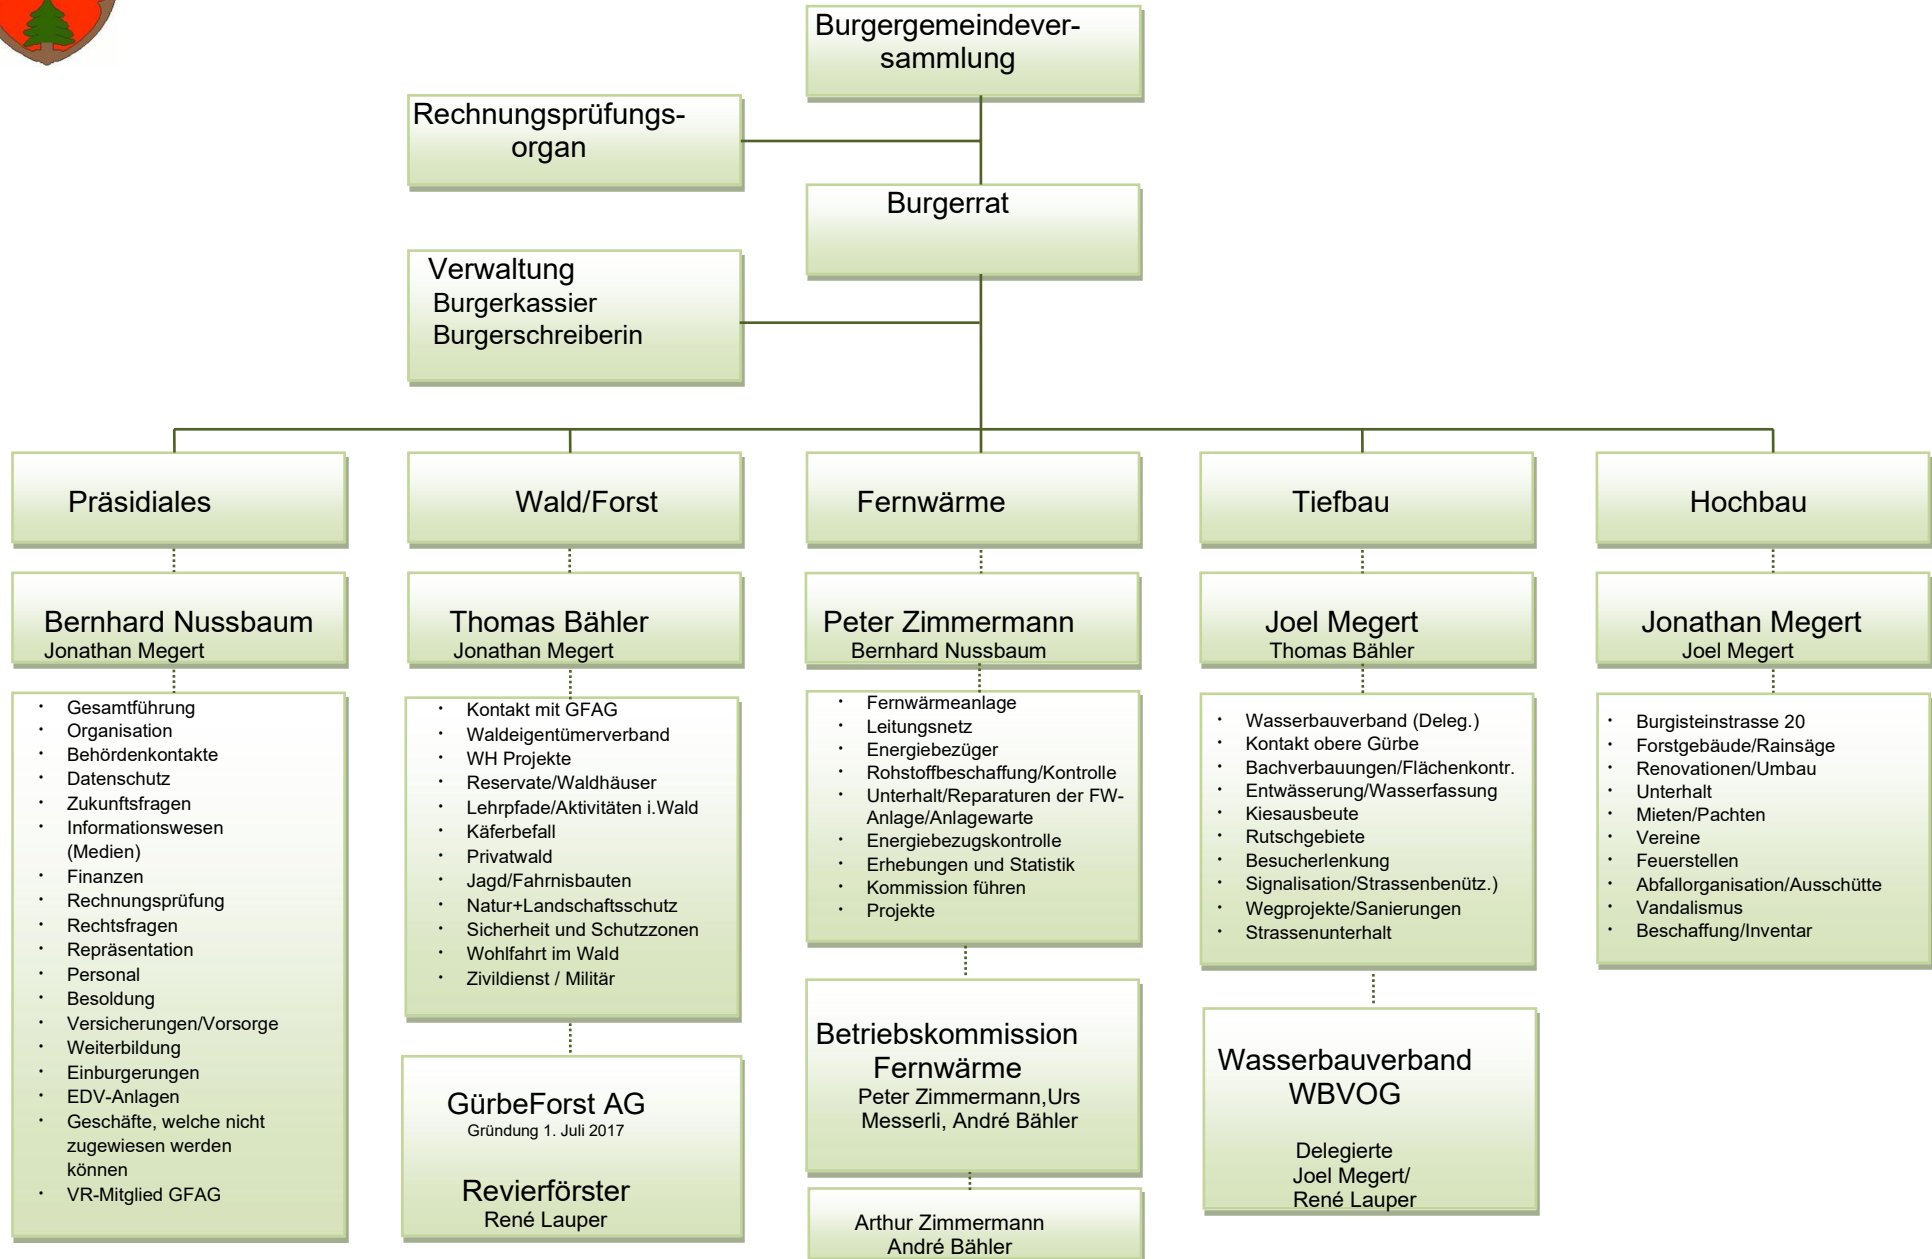 Burgergemeindever-
sammlung
Rechnungsprüfungs-
organ
Burgerrat
Verwaltung
Burgerkassier
Burgerschreiberin
Präsidiales
Bernhard Nussbaum
Jonathan Megert
· Gesamtführung
· Organisation
· Behördenkontakte
· Datenschutz
· Zukunftsfragen
· Informationswesen
(Medien)
· Finanzen
· Rechnungsprüfung
· Rechtsfragen
· Repräsentation
· Personal
· Besoldung
· Versicherungen/Vorsorge
· Weiterbildung
· Einburgerungen
· EDV-Anlagen
· Geschäfte, welche nicht
zugewiesen werden
können
· VR-Mitglied GFAG
Wald/Forst
Thomas Bähler
Jonathan Megert
· Kontakt mit GFAG
· Waldeigentümerverband
· WH Projekte
· Reservate/Waldhäuser
· Lehrpfade/Aktivitäten i.Wald
· Käferbefall
· Privatwald
· Jagd/Fahrnisbauten
· Natur+Landschaftsschutz
· Sicherheit und Schutzzonen
· Wohlfahrt im Wald
· Zivildienst / Militär
GürbeForst AG
Gründung 1. Juli 2017
Revierförster
René Lauper
Fernwärme
Peter Zimmermann
Bernhard Nussbaum
· Fernwärmeanlage
· Leitungsnetz
· Energiebezüger
· Rohstoffbeschaffung/Kontrolle
· Unterhalt/Reparaturen der FW-
Anlage/Anlagewarte
· Energiebezugskontrolle
· Erhebungen und Statistik
· Kommission führen
· Projekte
Betriebskommission
Fernwärme
Peter Zimmermann,Urs
Messerli, André Bähler
Arthur Zimmermann
André Bähler
Tiefbau
Joel Megert
Thomas Bähler
· Wasserbauverband (Deleg.)
· Kontakt obere Gürbe
· Bachverbauungen/Flächenkontr.
· Entwässerung/Wasserfassung
· Kiesausbeute
· Rutschgebiete
· Besucherlenkung
· Signalisation/Strassenbenütz.)
· Wegprojekte/Sanierungen
· Strassenunterhalt
Wasserbauverband
WBVOG
Delegierte
Joel Megert/
René Lauper
Hochbau
Jonathan Megert
Joel Megert
· Burgisteinstrasse 20
· Forstgebäude/Rainsäge
· Renovationen/Umbau
· Unterhalt
· Mieten/Pachten
· Vereine
· Feuerstellen
· Abfallorganisation/Ausschütte
· Vandalismus
· Beschaffung/Inventar